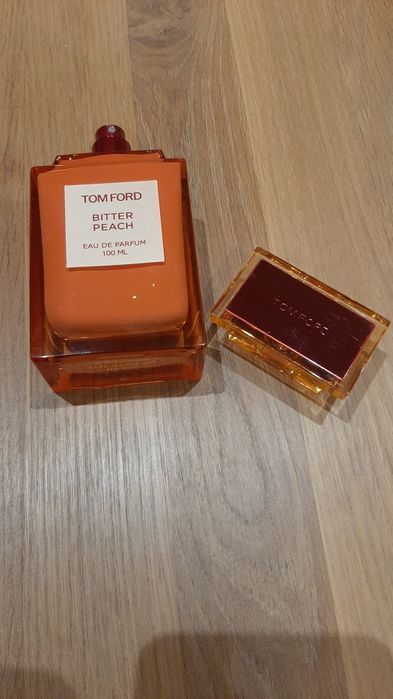 TOM FORD
BITTER
PEACH
EAU DE PARFUM
100 ML
TOM FORD